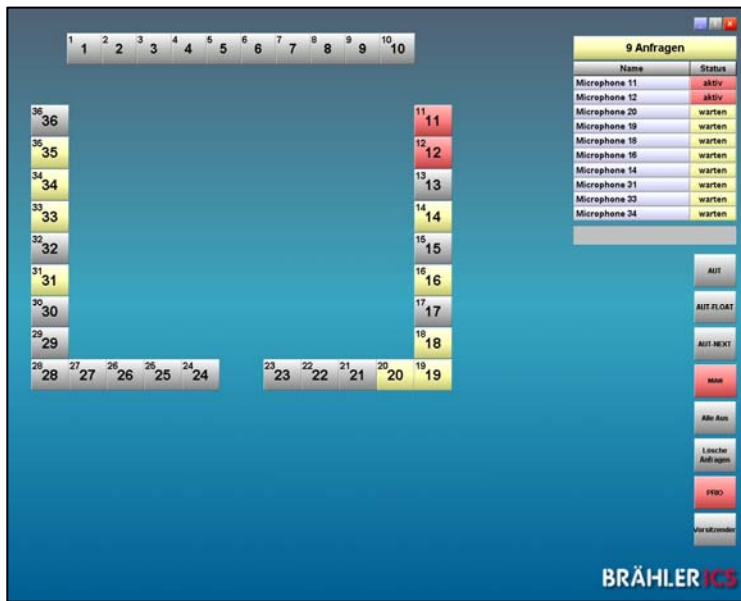 1 1 2 2 3 3 4 4 5 5 6 6 7 7 8 8 9 9 10 10
36 36
35 35
34 34
33 33
32 32
31 31
30 30
29 29
28 28 27 27 26 26 25 25 24 24
11 11
12 12
13 13
14 14
15 15
16 16
17 17
18 18
23 23 22 22 21 21 20 20 19 19
9 Anfragen
Name Status
Microphone 11 aktiv
Microphone 12 aktiv
Microphone 20 warten
Microphone 19 warten
Microphone 18 warten
Microphone 16 warten
Microphone 14 warten
Microphone 31 warten
Microphone 33 warten
Microphone 34 warten
AUT
AUT-FLOAT
AUT-NEXT
MAN
Alle Aus
Lösche
Anfragen
PRIO
Vorsitzender
BRÄHLER ICS